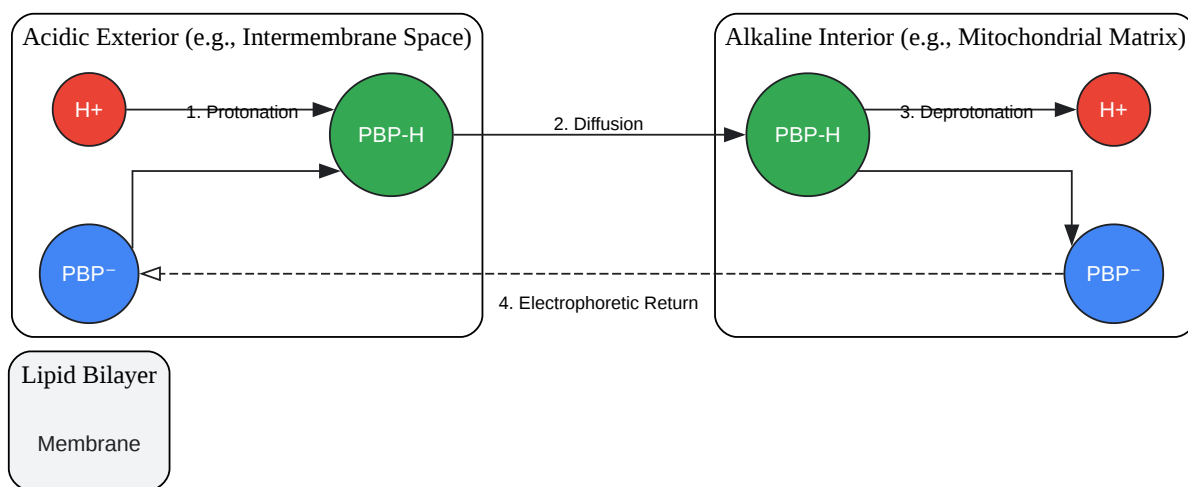 Acidic Exterior (e.g., Intermembrane Space)
Alkaline Interior (e.g., Mitochondrial Matrix)
H+
1. Protonation
PBP-H
2. Diffusion
PBP-H
3. Deprotonation
H+
PBP⁻
4. Electrophoretic Return
PBP⁻
Lipid Bilayer
Membrane